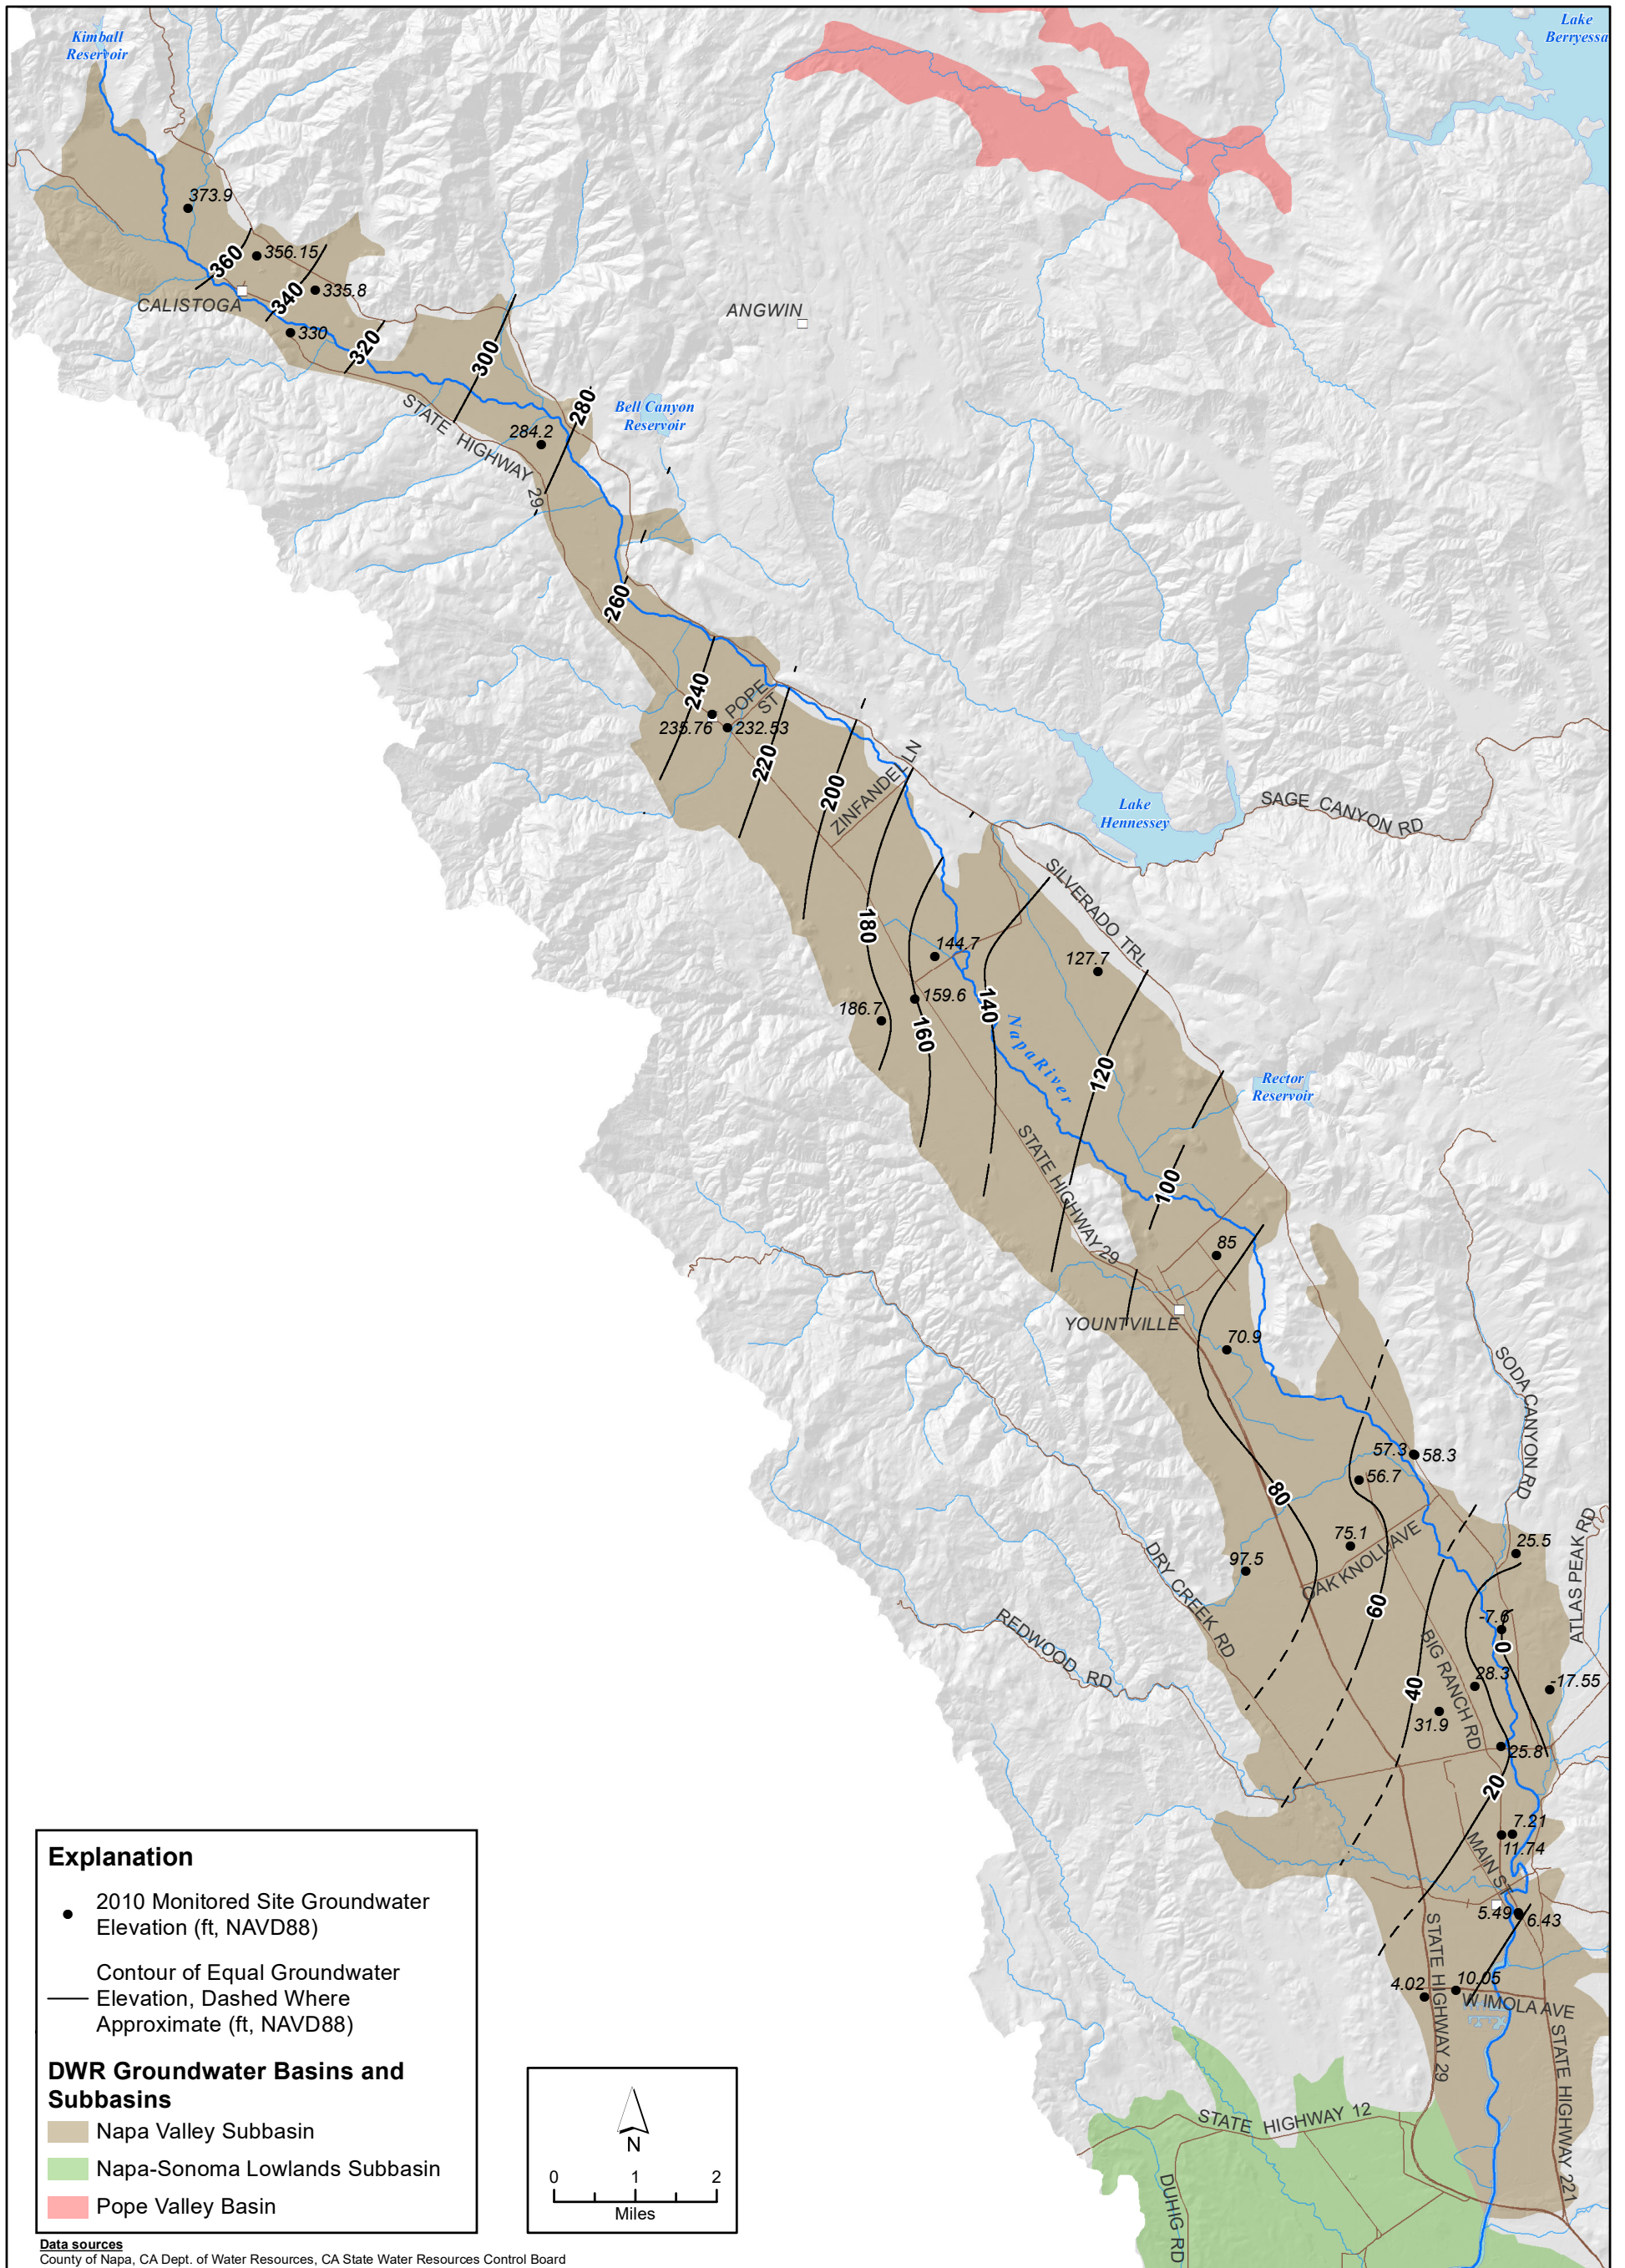 Kimball
Reservoir
Lake
Berryessa
373.9
356.15
360
CALISTOGA
340
335.8
330
320
ANGWIN
300
280
Bell Canyon
Reservoir
STATE HIGHWAY 29
284.2
260
240
POPE
ST
235.76
232.53
220
200
ZINFANDEL LN
Lake
Hennessey
SAGE CANYON RD
SILVERADO TRL
180
144.7
127.7
159.6
140
186.7
160
Napa River
120
Rector
Reservoir
STATE HIGHWAY 29
100
85
YOUNTVILLE
70.9
SODA CANYON RD
57.3
58.3
56.7
80
75.1
OAK KNOLL AVE
97.5
25.5
ATLAS PEAK RD
DRY CREEK RD
60
-7.6
0
REDWOOD RD
BIG RANCH RD
40
28.3
-17.55
31.9
25.8
20
7.21
11.74
MAIN ST
5.49
6.43
4.02
10.05
W IMOLA AVE
STATE HIGHWAY 29
STATE HIGHWAY 221
STATE HIGHWAY 12
DUHIG RD
Explanation
2010 Monitored Site Groundwater
Elevation (ft, NAVD88)
Contour of Equal Groundwater
Elevation, Dashed Where
Approximate (ft, NAVD88)
DWR Groundwater Basins and
Subbasins
Napa Valley Subbasin
Napa-Sonoma Lowlands Subbasin
Pope Valley Basin
N
0 1 2
Miles
Data sources
County of Napa, CA Dept. of Water Resources, CA State Water Resources Control Board